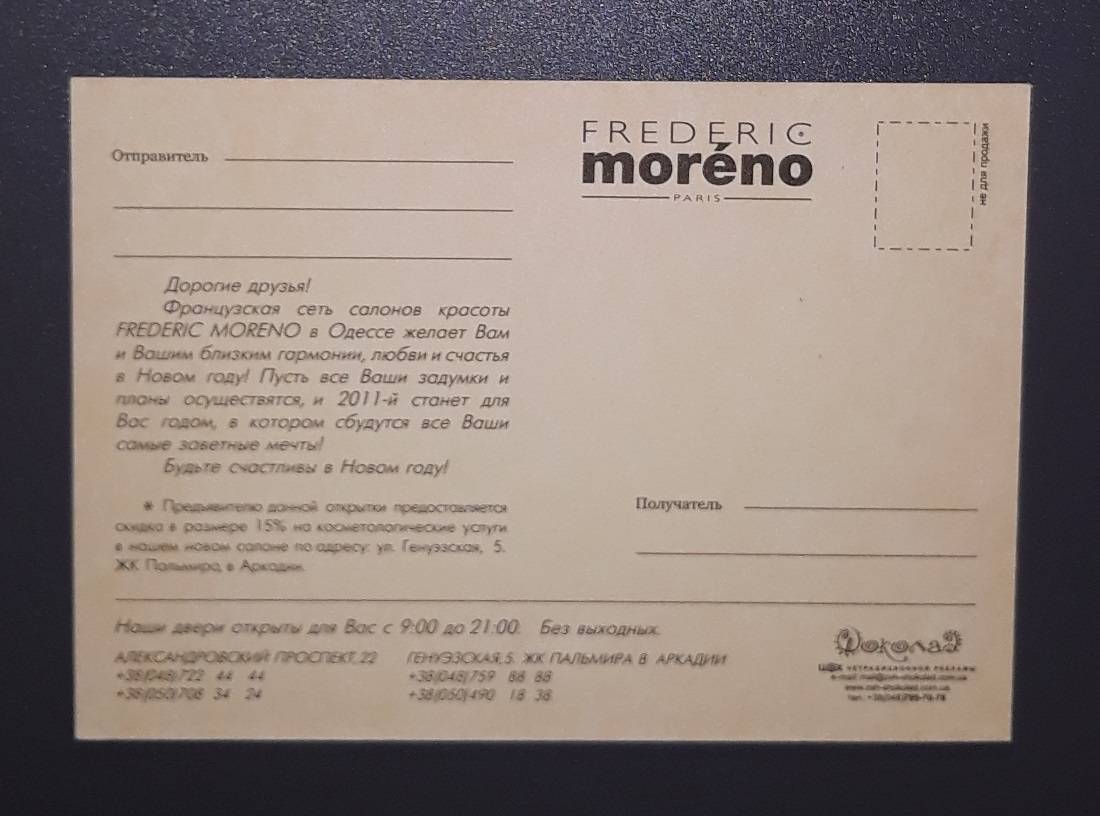 Отправитель
FREDERIC
moréno
PARIS
не для продажи
Дорогие друзья!
Французская сеть салонов красоты
FREDERIC MORENO в Одессе желает Вам
и Вашим близким гармонии, любви и счастья
в Новом году! Пусть все Ваши задумки и
планы осуществятся, и 2011-й станет для
Вас годом, в котором сбудутся все Ваши
самые заветные мечты!
Будьте счастливы в Новом году!
* Предъявителю данной открытки предоставляется
скидка в размере 15% на косметологические услуги
в нашем новом салоне по адресу: ул. Генуэзская, 5.
ЖК Пальмира, в Аркадии.
Получатель
Наши двери открыты для Вас с 9:00 до 21:00. Без выходных.
АЛЕКСАНДРОВСКИЙ ПРОСПЕКТ, 22
+38(048)722 44 44
+38(050)708 34 24
ГЕНУЭЗСКАЯ, 5. ЖК ПАЛЬМИРА В АРКАДИИ
+38(048)759 88 88
+38(050)490 18 38
Шоколад
ЦЕХ НЕТРАДИЦИОННОЙ РЕКЛАМЫ